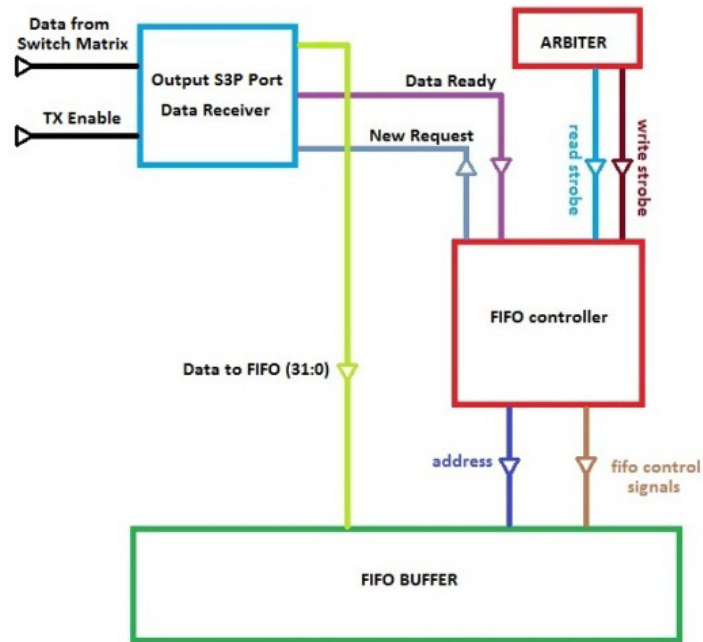 Data from
Switch Matrix
TX Enable
Output S3P Port
Data Receiver
Data Ready
New Request
ARBITER
read strobe
write strobe
FIFO controller
Data to FIFO (31:0)
address
fifo control
signals
FIFO BUFFER